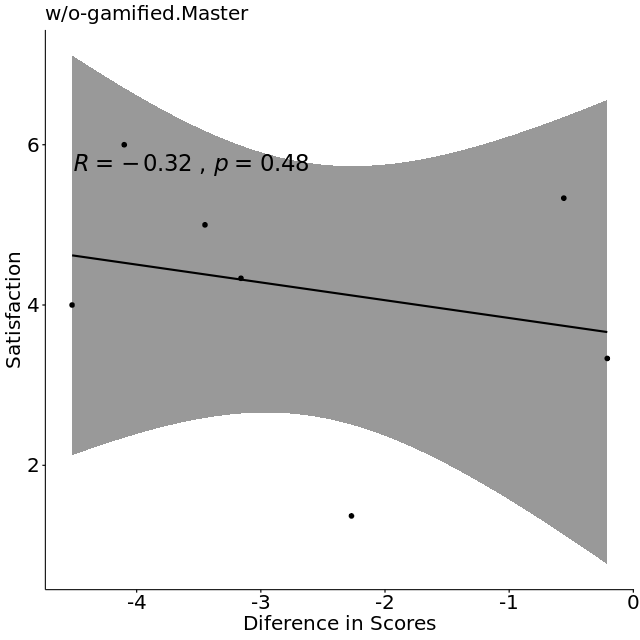 w/o-gamified.Master
6
R = −0.32 , p = 0.48
Satisfaction
4
2
-4 -3 -2 -1 0
Diference in Scores